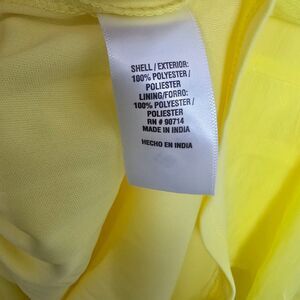 SHELL / EXTERIOR:
100% POLYESTER /
POLIESTER
LINING/FORRO:
100% POLYESTER /
POLIESTER
RN # 90714
MADE IN INDIA
HECHO EN INDIA